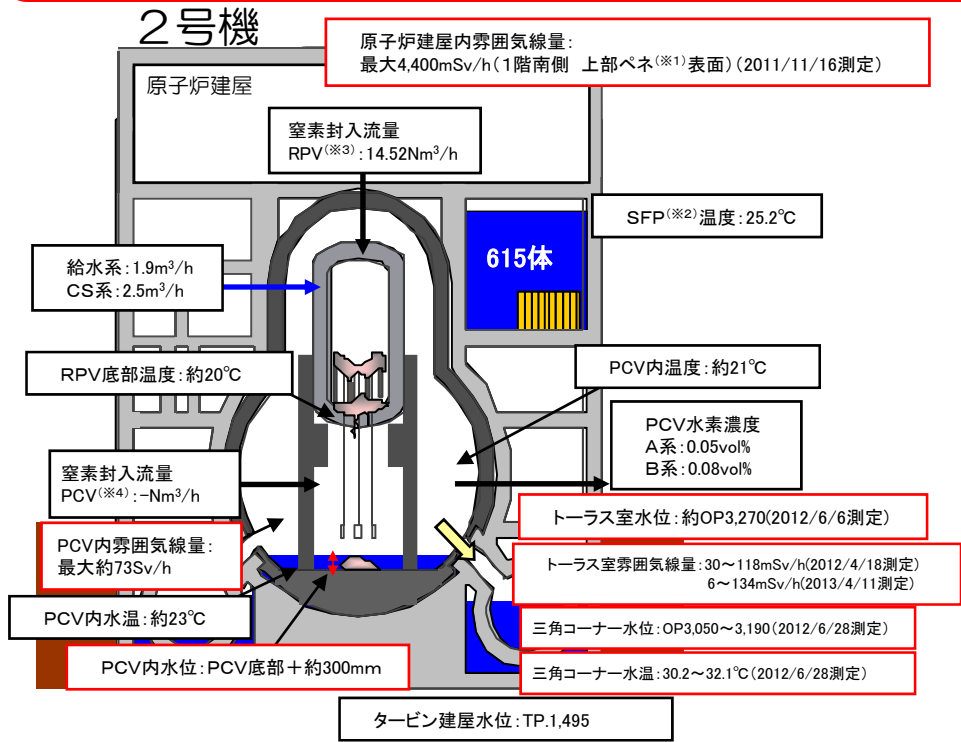 2号機
原子炉建屋内雰囲気線量：
最大4,400mSv/h（1階南側　上部ペネ(※1)表面）（2011/11/16測定）
原子炉建屋
窒素封入流量
RPV(※3)：14.52Nm3/h
SFP(※2)温度：25.2℃
615体
給水系：1.9m3/h
CS系：2.5m3/h
RPV底部温度：約20℃
PCV内温度：約21℃
PCV水素濃度
A系：0.05vol%
B系：0.08vol%
窒素封入流量
PCV(※4)：-Nm3/h
トーラス室水位：約OP3,270(2012/6/6測定)
PCV内雰囲気線量：
最大約73Sv/h
トーラス室雰囲気線量：30～118mSv/h(2012/4/18測定)
6～134mSv/h(2013/4/11測定)
PCV内水温：約23℃
三角コーナー水位：OP3,050～3,190(2012/6/28測定)
PCV内水位：PCV底部＋約300mm
三角コーナー水温：30.2～32.1℃(2012/6/28測定)
タービン建屋水位：TP.1,495